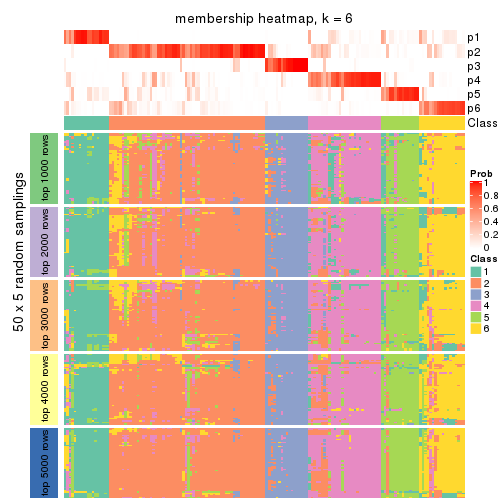 membership heatmap, k = 6
p1
p2
p3
p4
p5
p6
Class
50 x 5 random samplings
top 1000 rows
top 2000 rows
top 3000 rows
top 4000 rows
top 5000 rows
Prob
1
0.8
0.6
0.4
0.2
0
Class
1
2
3
4
5
6